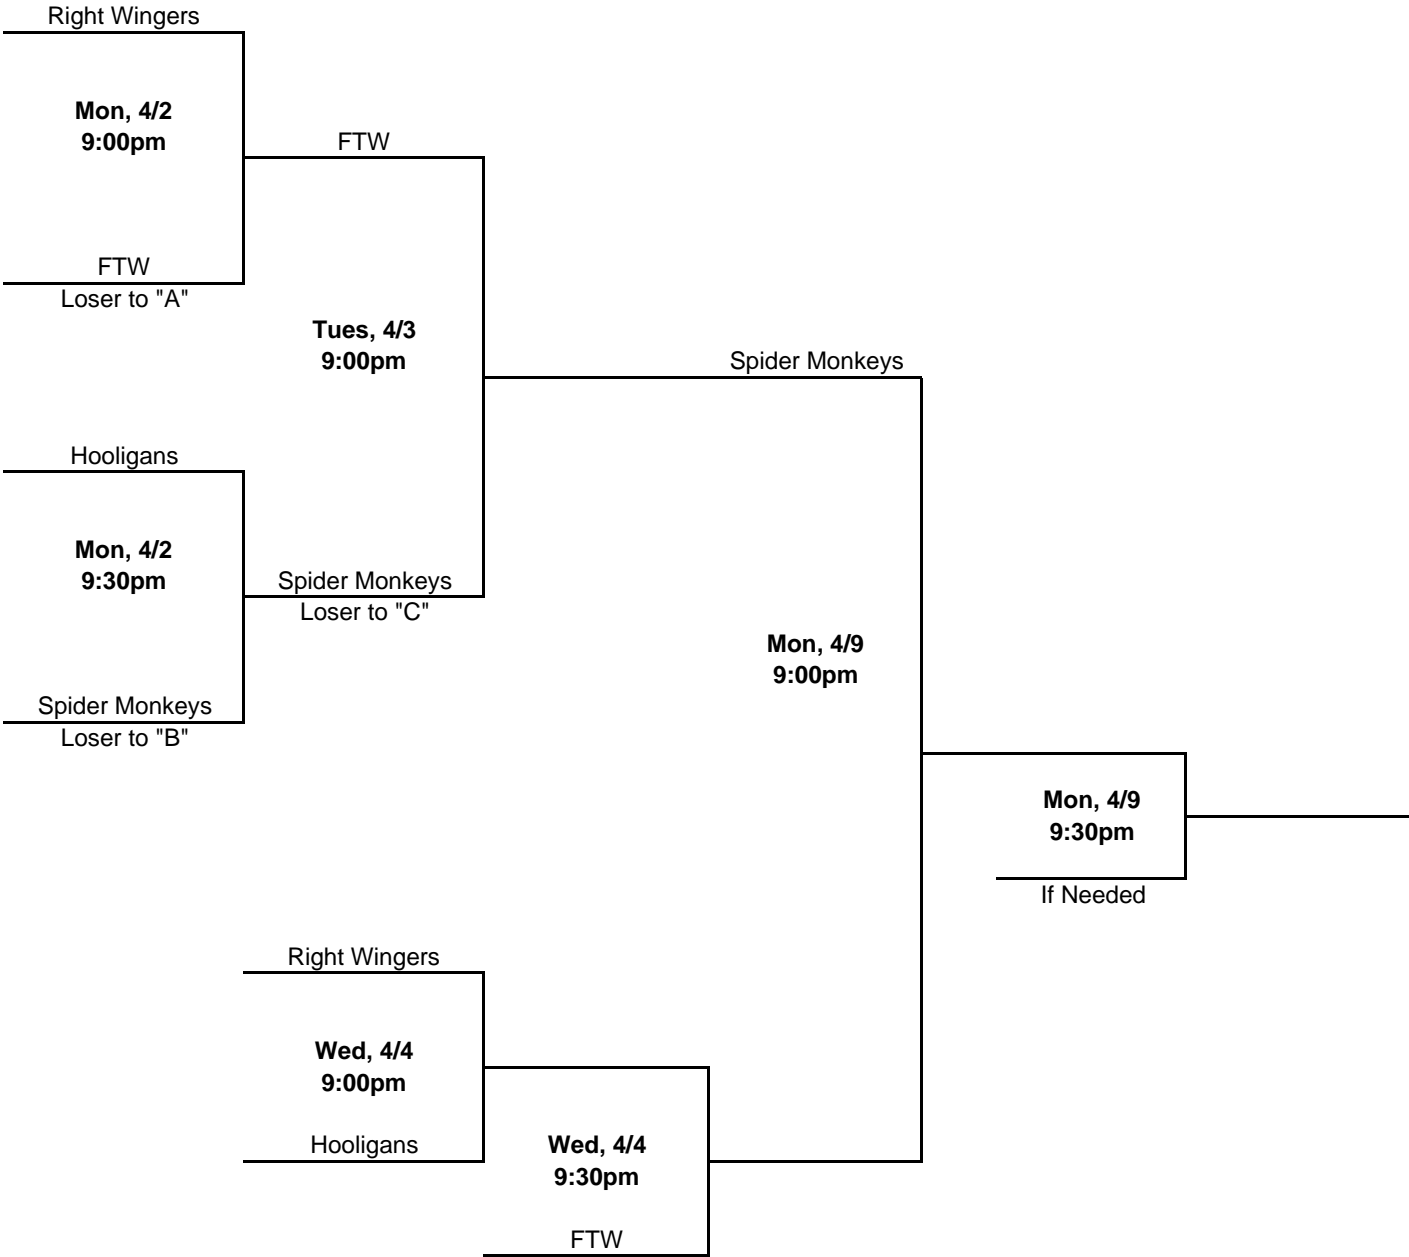 Right Wingers
Mon, 4/2
9:00pm
FTW
FTW
Loser to "A"
Tues, 4/3
9:00pm
Spider Monkeys
Hooligans
Mon, 4/2
9:30pm
Spider Monkeys
Loser to "C"
Mon, 4/9
9:00pm
Spider Monkeys
Loser to "B"
Mon, 4/9
9:30pm
If Needed
Right Wingers
Wed, 4/4
9:00pm
Hooligans
Wed, 4/4
9:30pm
FTW